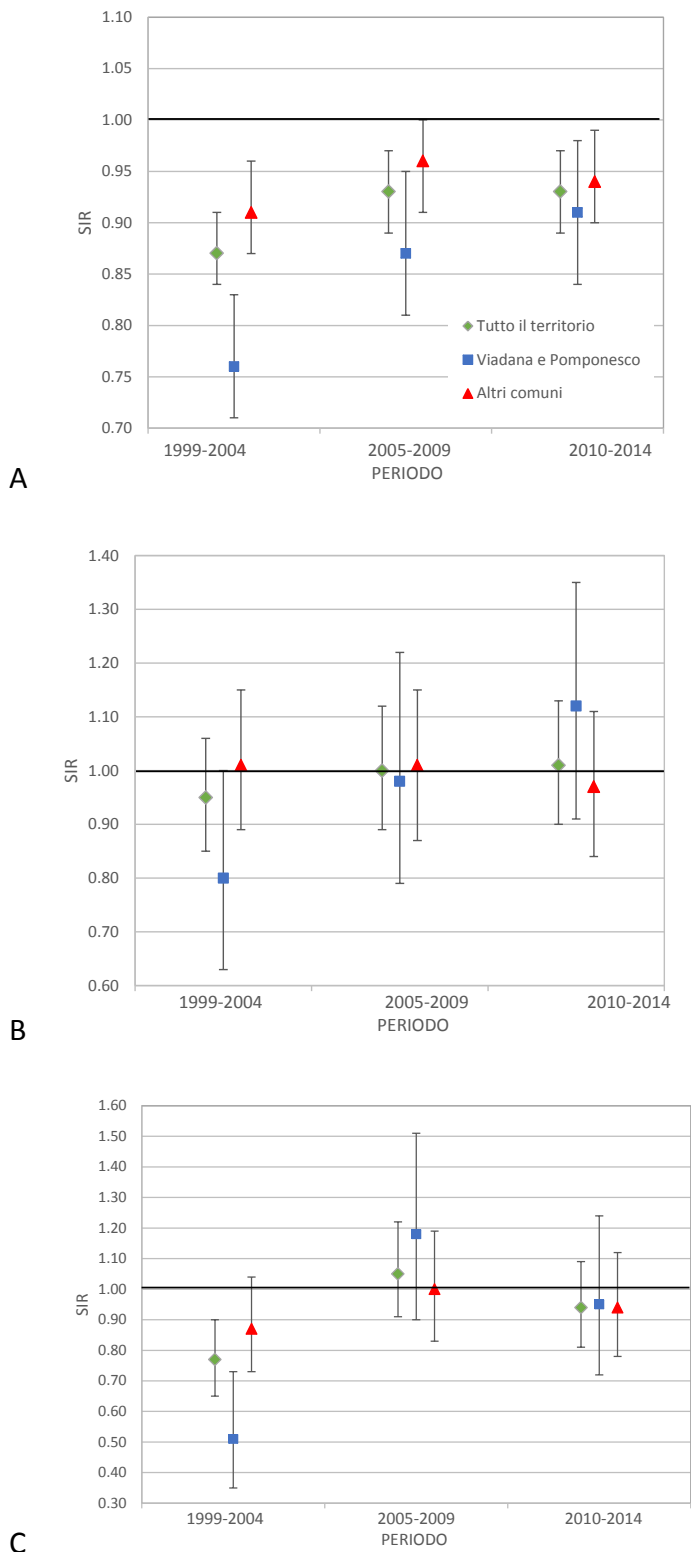 1.10
1.05
1.00
0.95
0.90
0.85
0.80
0.75
0.70
SIR
Tutto il territorio
Viadana e Pomponesco
Altri comuni
1999-2004 2005-2009 2010-2014
PERIODO
A
1.40
1.30
1.20
1.10
1.00
0.90
0.80
0.70
0.60
SIR
1999-2004 2005-2009 2010-2014
PERIODO
B
1.60
1.50
1.40
1.30
1.20
1.10
1.00
0.90
0.80
0.70
0.60
0.50
0.40
0.30
SIR
1999-2004 2005-2009 2010-2014
PERIODO
C